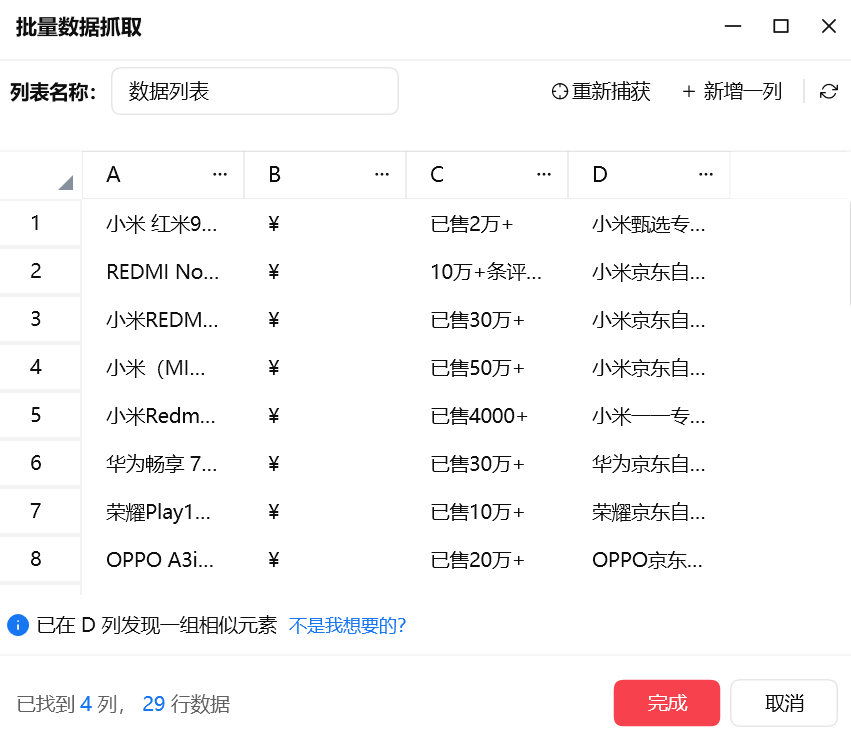 批量数据抓取
列表名称： 数据列表 重新捕获 + 新增一列
A ··· B ··· C ··· D ···
1 小米 红米9... ¥ 已售2万+ 小米甄选专...
2 REDMI No... ¥ 10万+条评... 小米京东自...
3 小米REDM... ¥ 已售30万+ 小米京东自...
4 小米（MI... ¥ 已售50万+ 小米京东自...
5 小米Redm... ¥ 已售4000+ 小米一一专...
6 华为畅享 7... ¥ 已售30万+ 华为京东自...
7 荣耀Play1... ¥ 已售10万+ 荣耀京东自...
8 OPPO A3i... ¥ 已售20万+ OPPO京东...
已在 D 列发现一组相似元素 不是我想要的?
已找到 4 列， 29 行数据 完成 取消